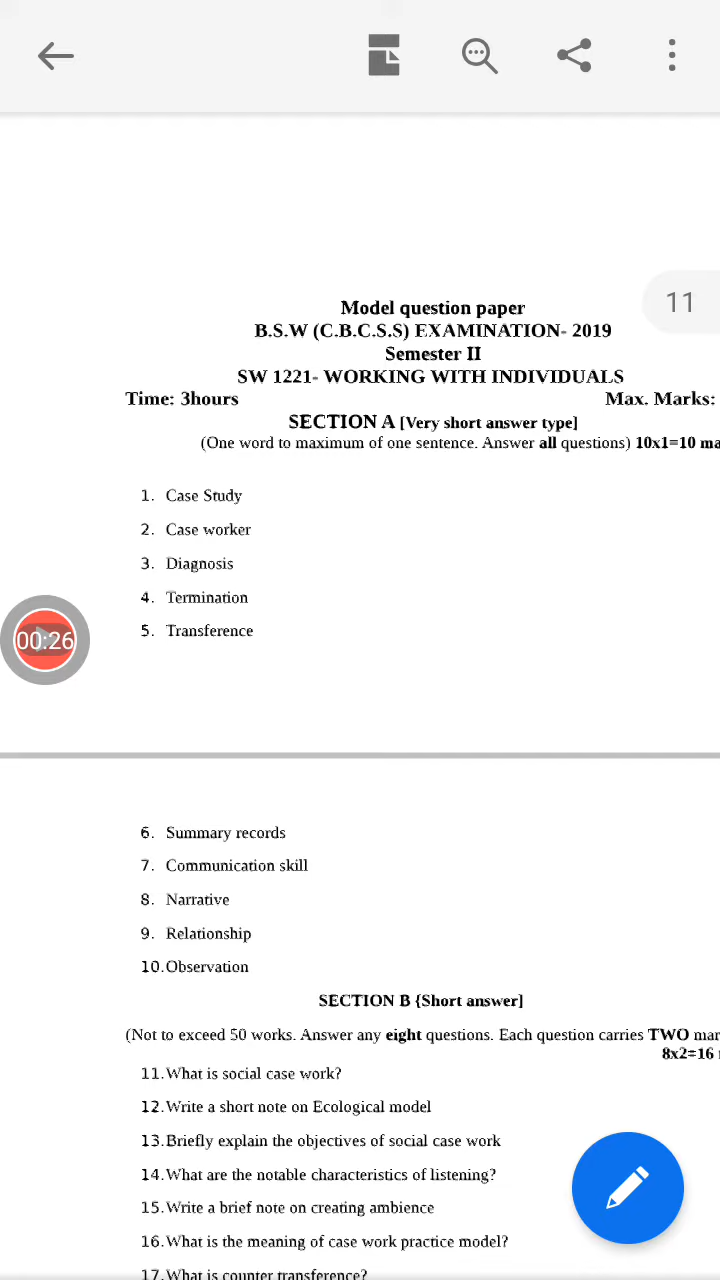 11
Model question paper
B.S.W (C.B.C.S.S) EXAMINATION- 2019
Semester II
SW 1221- WORKING WITH INDIVIDUALS
Time: 3hours Max. Marks:
SECTION A [Very short answer type]
(One word to maximum of one sentence. Answer all questions) 10x1=10 ma
1. Case Study
2. Case worker
3. Diagnosis
4. Termination
00:26
5. Transference
6. Summary records
7. Communication skill
8. Narrative
9. Relationship
10.Observation
SECTION B {Short answer]
(Not to exceed 50 works. Answer any eight questions. Each question carries TWO mar
8x2=16
11.What is social case work?
12.Write a short note on Ecological model
13.Briefly explain the objectives of social case work
14.What are the notable characteristics of listening?
15.Write a brief note on creating ambience
16.What is the meaning of case work practice model?
17.What is counter transference?